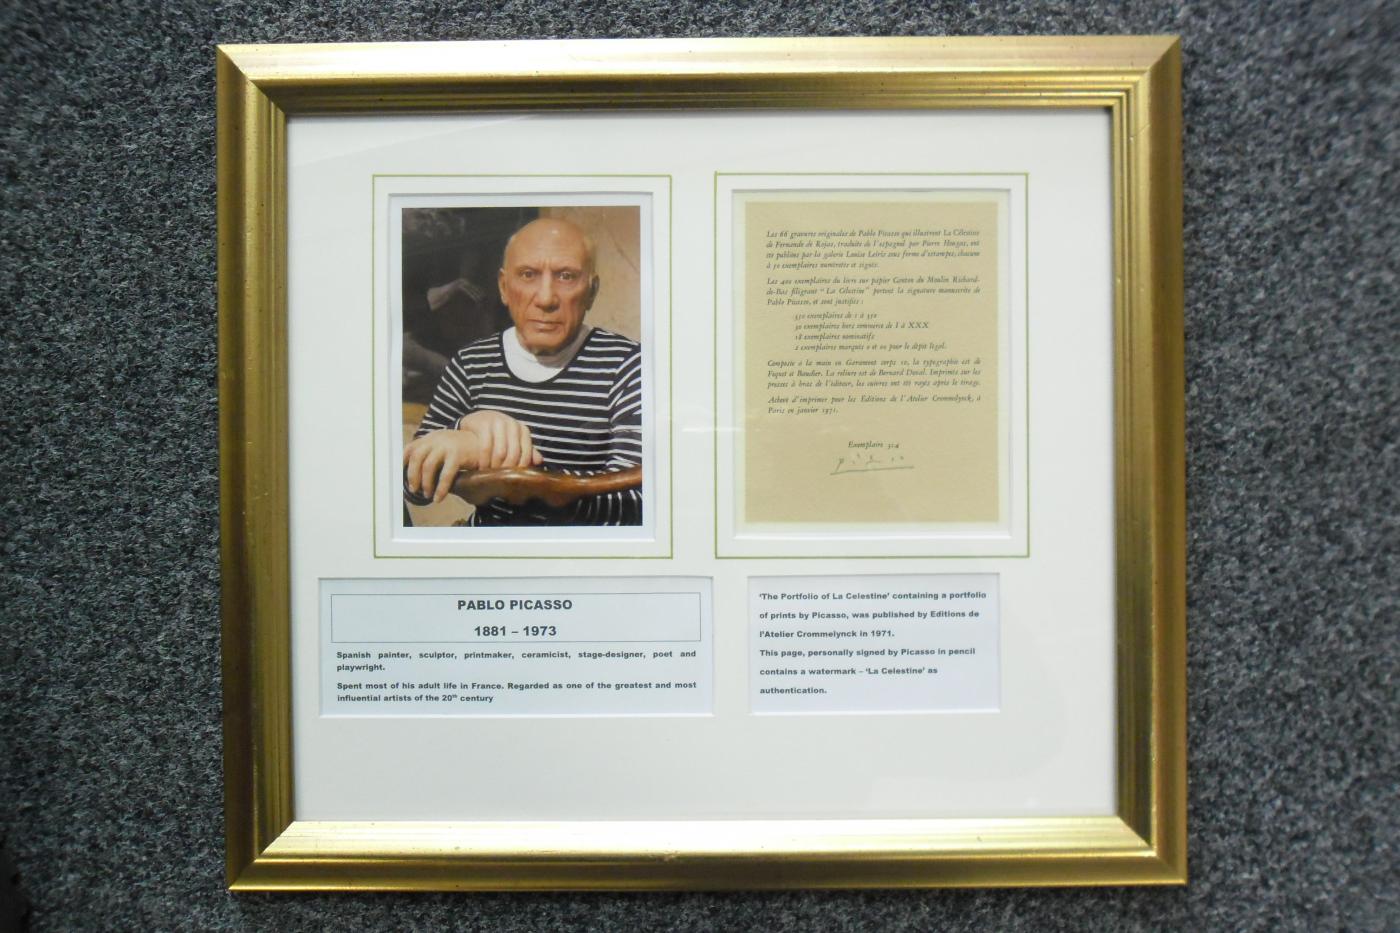 Les 66 gravures originales de Pablo Picasso qui illustrent La Célestine
de Fernando de Rojas, traduite de l'espagnol par Pierre Heugas, ont
été publiées par la galerie Louise Leiris sous forme d'estampes, chacune
à 50 exemplaires numérotés et signés.
Les 400 exemplaires du livre sur papier Canton du Moulin Richard-
de-Bas filigrané "La Célestine" portent la signature manuscrite de
Pablo Picasso, et sont justifiés :
350 exemplaires de 1 à 350
30 exemplaires hors commerce de I à XXX
18 exemplaires nominatifs
2 exemplaires marqués 0 et 00 pour le dépôt légal.
Composée à la main en Garamont corps 10, la typographie est de
Fequet et Baudier. La reliure est de Bernard Duval. Imprimés sur les
presses à bras de l'éditeur, les cuivres ont été rayés après le tirage.
Achevé d'imprimer pour les Editions de l'Atelier Crommelynck, à
Paris en janvier 1971.
Exemplaire 324
PABLO PICASSO
1881 – 1973
Spanish painter, sculptor, printmaker, ceramicist, stage-designer, poet and
playwright.
Spent most of his adult life in France. Regarded as one of the greatest and most
influential artists of the 20th century
'The Portfolio of La Celestine' containing a portfolio
of prints by Picasso, was published by Editions de
l'Atelier Crommelynck in 1971.
This page, personally signed by Picasso in pencil
contains a watermark – 'La Celestine' as
authentication.